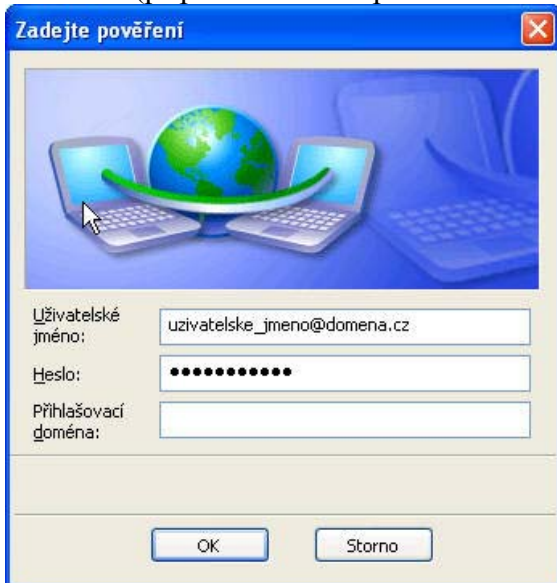 Zadejte pověření
Uživatelské
jméno:
uzivatelske_jmeno@domena.cz
Heslo:
●●●●●●●●●●●
Přihlašovací
doména:
OK
Storno